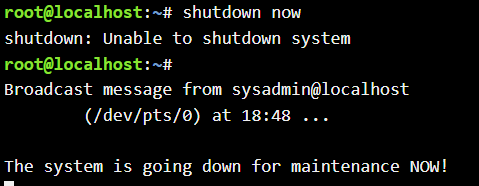 root@localhost:~# shutdown now
shutdown: Unable to shutdown system
root@localhost:~#
Broadcast message from sysadmin@localhost
        (/dev/pts/0) at 18:48 ...

The system is going down for maintenance NOW!